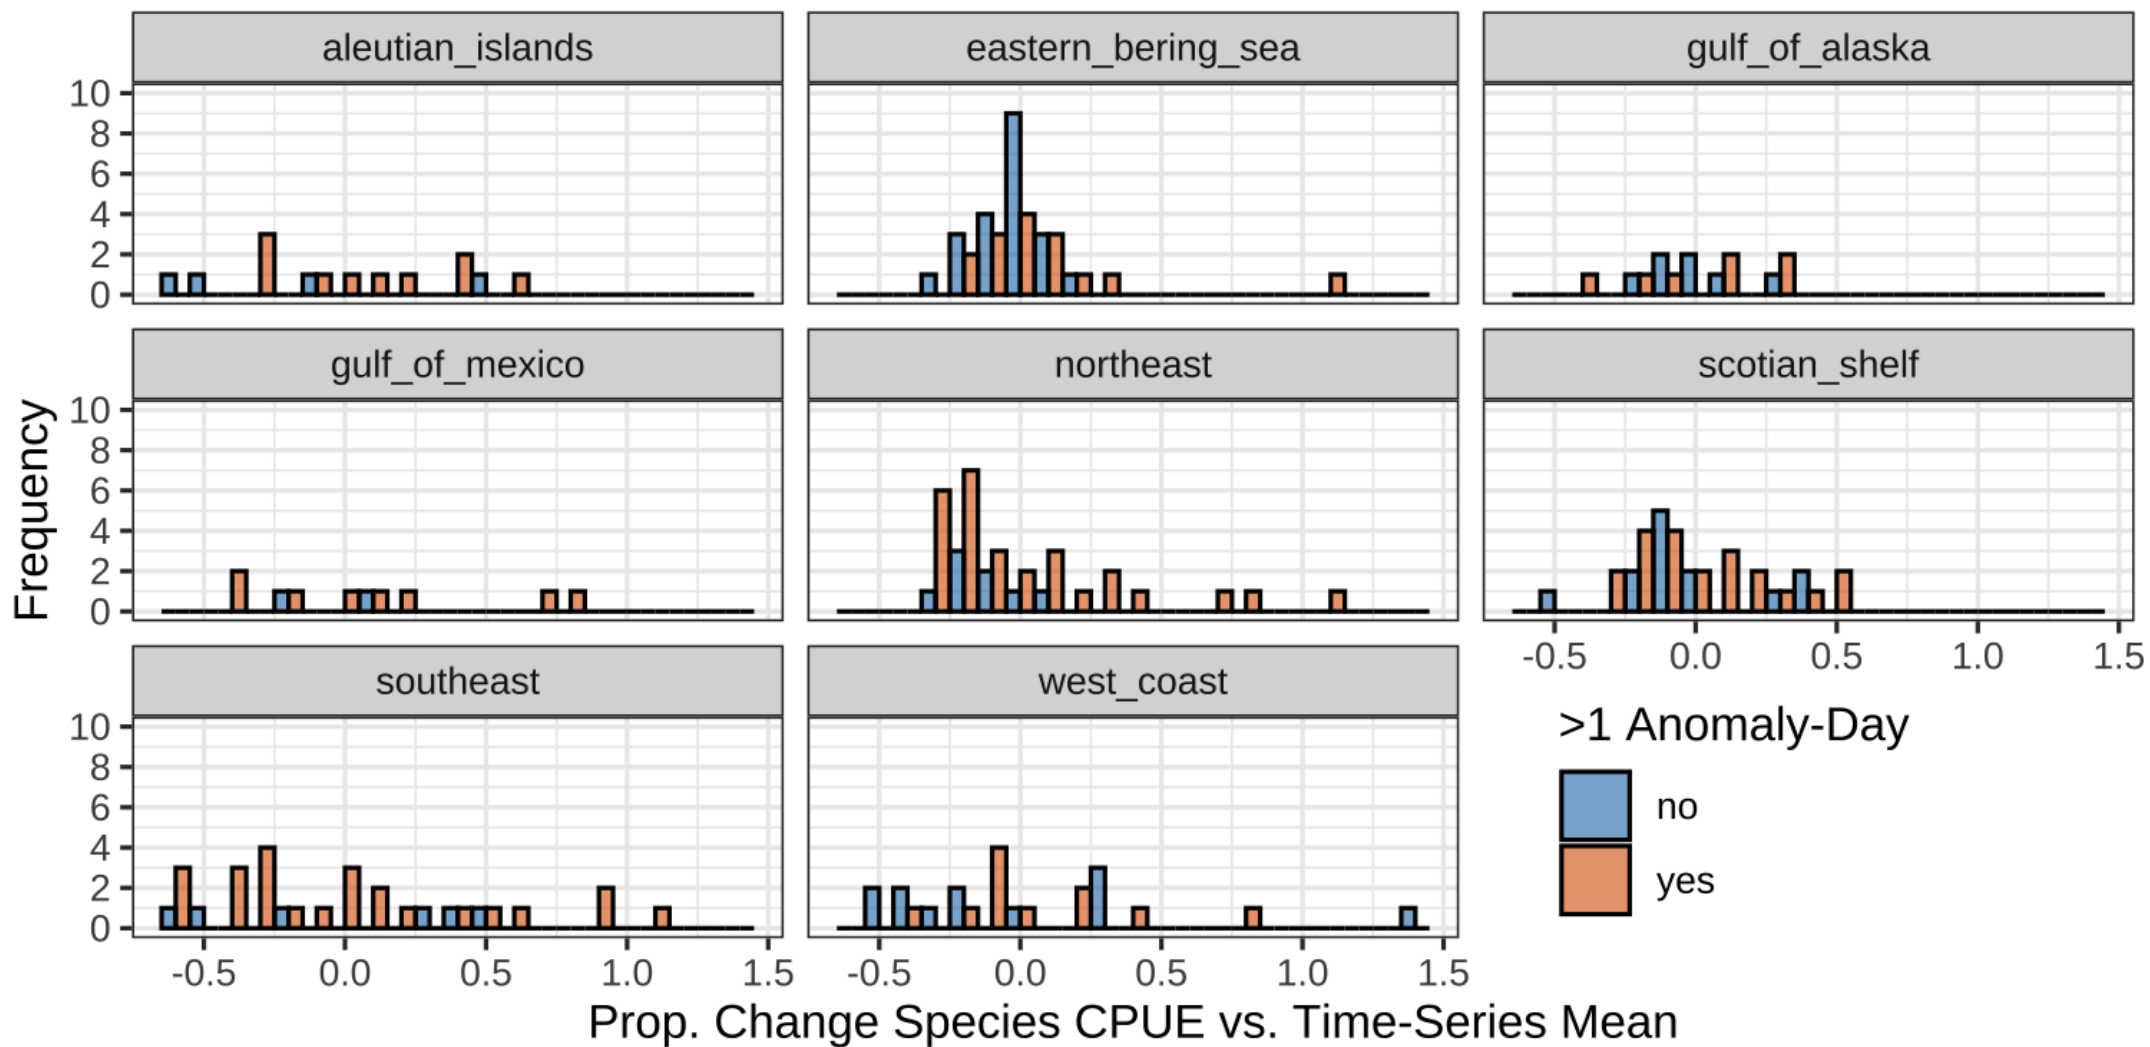 aleutian_islands
eastern_bering_sea
gulf_of_alaska
10
8
6
4
2
0
gulf_of_mexico
northeast
scotian_shelf
10
8
6
4
2
0
-0.5 0.0 0.5 1.0 1.5
southeast
west_coast
10
8
6
4
2
0
-0.5 0.0 0.5 1.0 1.5
-0.5 0.0 0.5 1.0 1.5
Frequency
Prop. Change Species CPUE vs. Time-Series Mean
>1 Anomaly-Day
no
yes